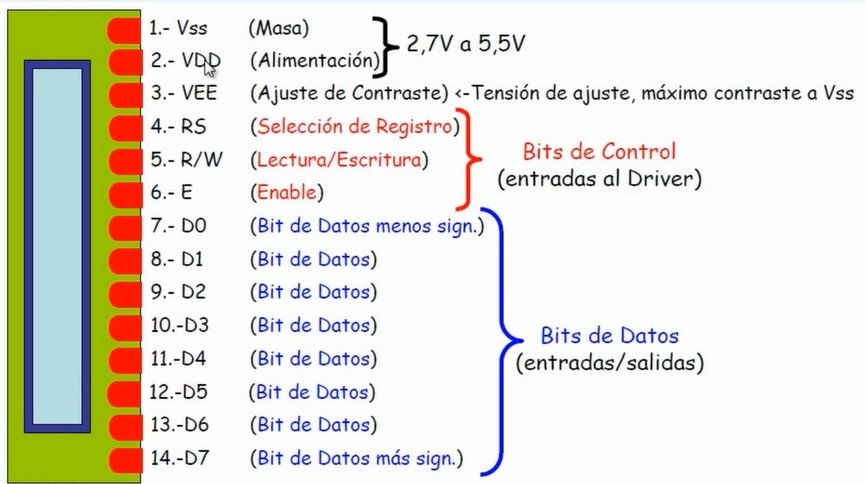 1.- Vss (Masa)
2.- VDD (Alimentación)
2,7V a 5,5V
3.- VEE (Ajuste de Contraste) <-Tensión de ajuste, máximo contraste a Vss
4.- RS (Selección de Registro)
5.- R/W (Lectura/Escritura)
6.- E (Enable)
Bits de Control
(entradas al Driver)
7.- D0 (Bit de Datos menos sign.)
8.- D1 (Bit de Datos)
9.- D2 (Bit de Datos)
10.-D3 (Bit de Datos)
11.-D4 (Bit de Datos)
12.-D5 (Bit de Datos)
13.-D6 (Bit de Datos)
14.-D7 (Bit de Datos más sign.)
Bits de Datos
(entradas/salidas)